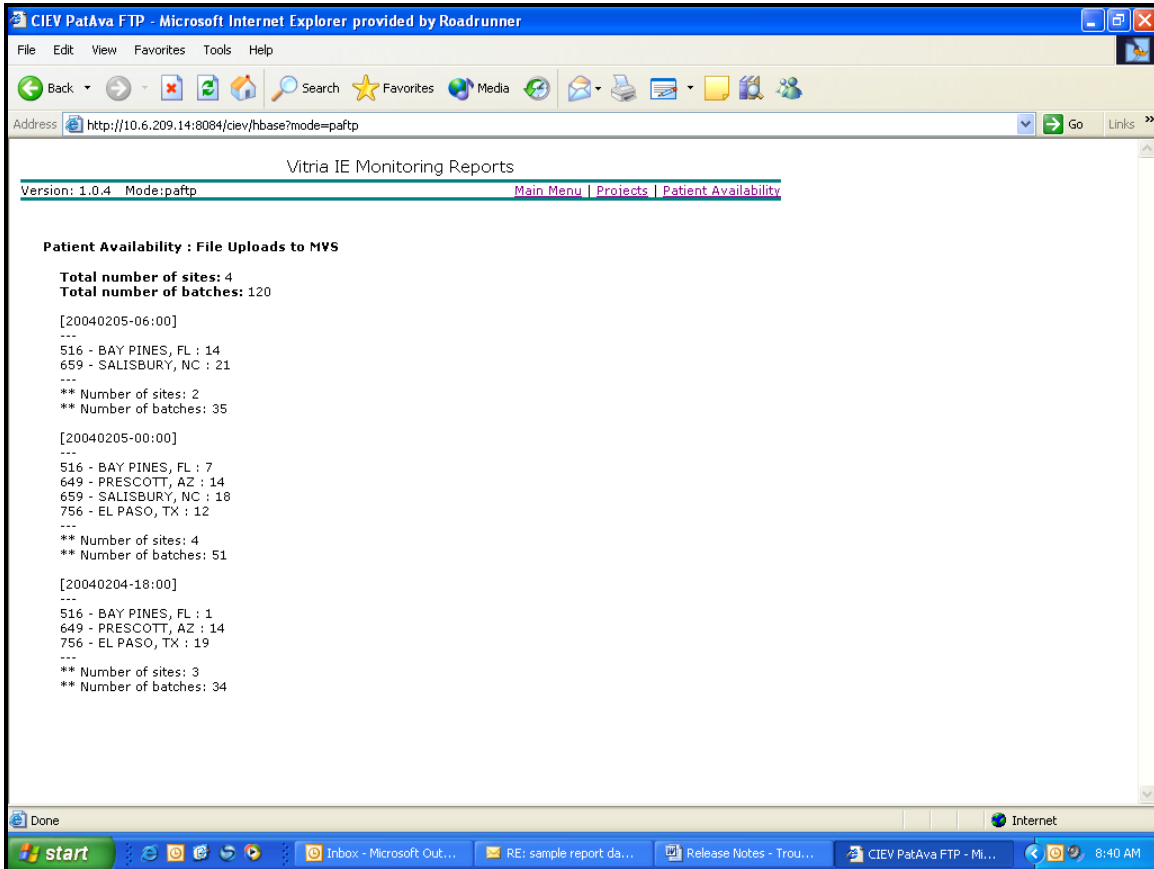 CIEV PatAva FTP - Microsoft Internet Explorer provided by Roadrunner
File Edit View Favorites Tools Help
Back Search Favorites Media
Address http://10.6.209.14:8084/ciev/hbase?mode=paftp Go Links »
Vitria IE Monitoring Reports
Version: 1.0.4 Mode:paftp Main Menu | Projects | Patient Availability
Patient Availability : File Uploads to MVS
Total number of sites: 4
Total number of batches: 120
[20040205-06:00]
---
516 - BAY PINES, FL : 14
659 - SALISBURY, NC : 21
---
** Number of sites: 2
** Number of batches: 35
[20040205-00:00]
---
516 - BAY PINES, FL : 7
649 - PRESCOTT, AZ : 14
659 - SALISBURY, NC : 18
756 - EL PASO, TX : 12
---
** Number of sites: 4
** Number of batches: 51
[20040204-18:00]
---
516 - BAY PINES, FL : 1
649 - PRESCOTT, AZ : 14
756 - EL PASO, TX : 19
---
** Number of sites: 3
** Number of batches: 34
Done Internet
start Inbox - Microsoft Out... RE: sample report da... Release Notes - Trou... CIEV PatAva FTP - Mi... 8:40 AM